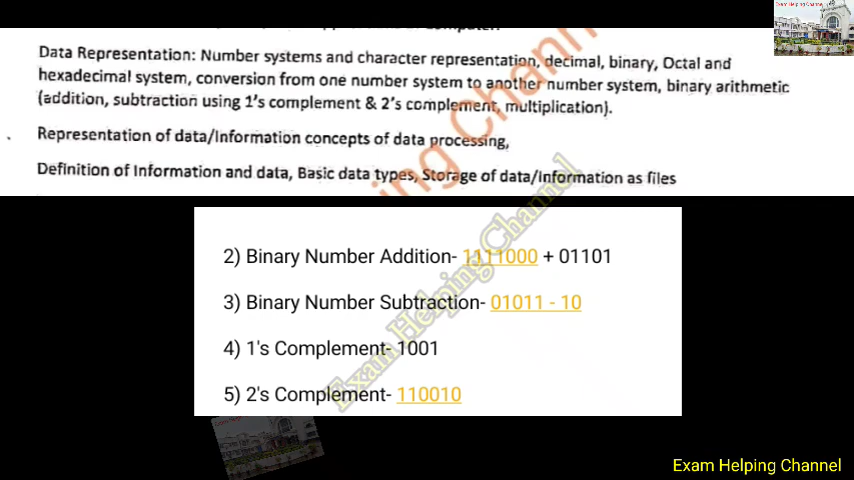 Exam Helping Channel
Computer.
Data Representation: Number systems and character representation, decimal, binary, Octal and
hexadecimal system, conversion from one number system to another number system, binary arithmetic
(addition, subtraction using 1's complement & 2's complement, multiplication).
Representation of data/Information concepts of data processing,
Definition of Information and data, Basic data types, Storage of data/Information as files
2) Binary Number Addition- 1111000 + 01101
3) Binary Number Subtraction- 01011 - 10
4) 1's Complement- 1001
5) 2's Complement- 110010
Exam Helping Channel
Exam Helping Channel